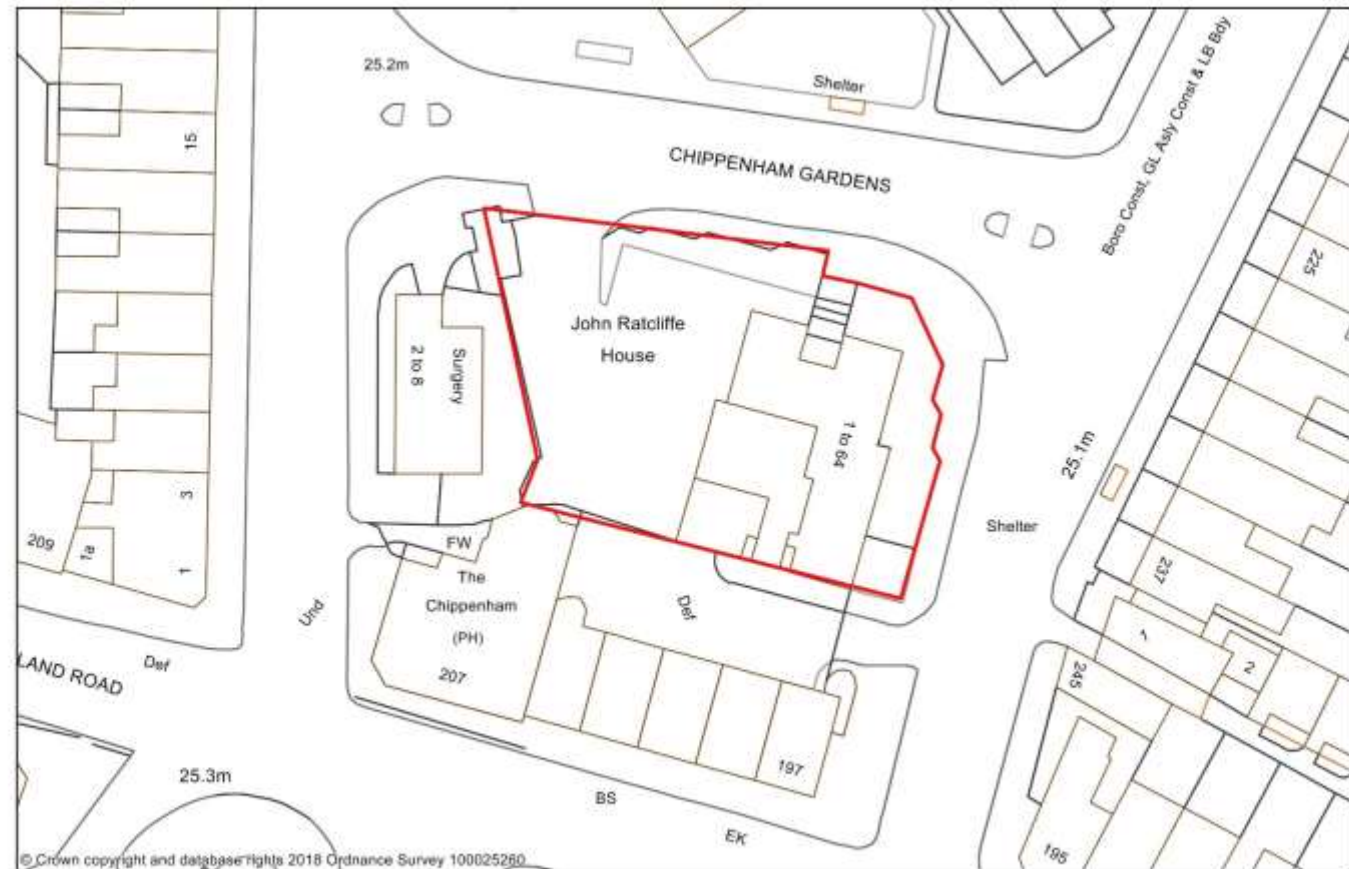 25.2m
Shelter
CHIPPENHAM GARDENS
Boro Const, GL Asly Const & LB Bdy
15
225
John Ratcliffe
House
Surgery
2 to 6
1 to 64
25.1m
Shelter
3
1
1a
209
FW
The
Chippenham
(PH)
207
Und
Def
Def
LAND ROAD
237
1
2
245
197
25.3m
BS
EK
195
© Crown copyright and database rights 2018 Ordnance Survey 100025260